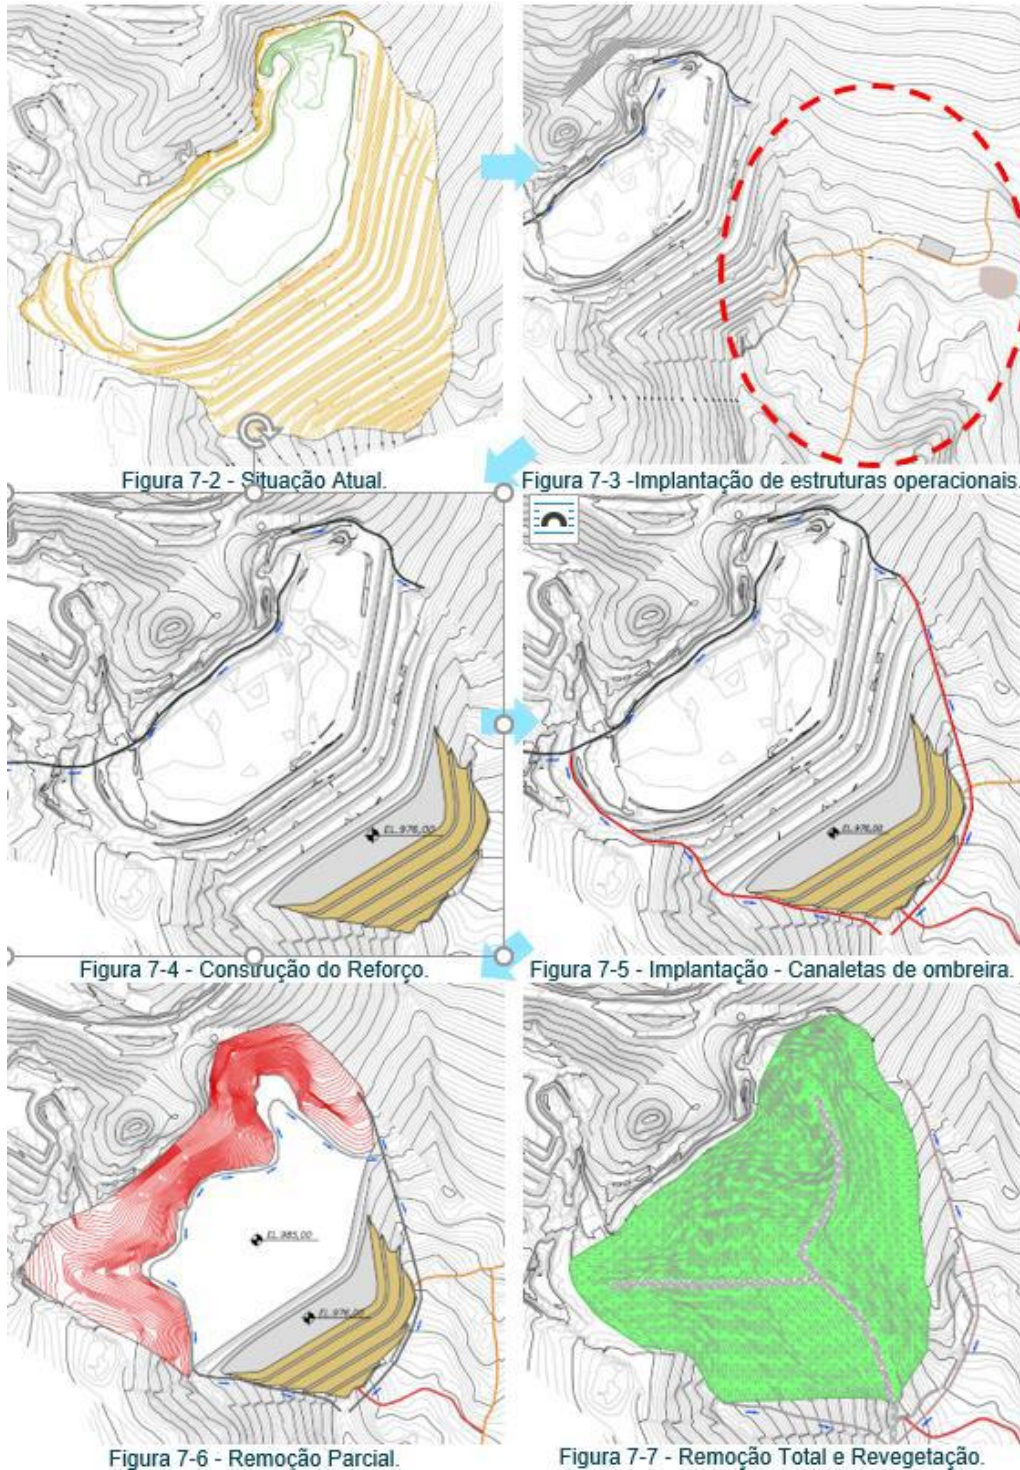 Figura 7-2 - Situação Atual.
Figura 7-3 -Implantação de estruturas operacionais.
EL.976,00
EL.976,00
Figura 7-4 - Construção do Reforço.
Figura 7-5 - Implantação - Canaletas de ombreira.
EL.985,00
EL.976,00
Figura 7-6 - Remoção Parcial.
Figura 7-7 - Remoção Total e Revegetação.